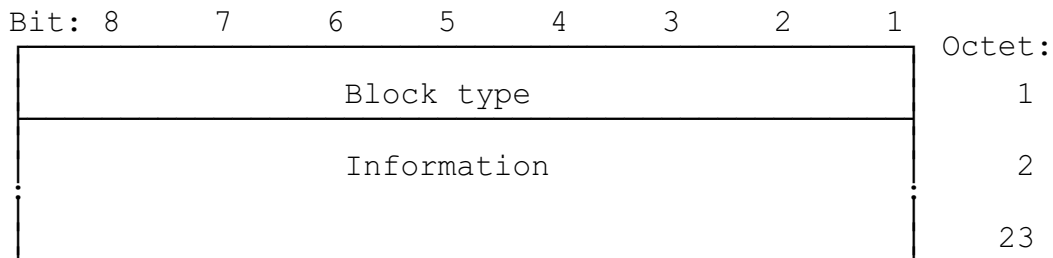 Bit: 8 7 6 5 4 3 2 1
Octet:
Block type 1
Information 2
23